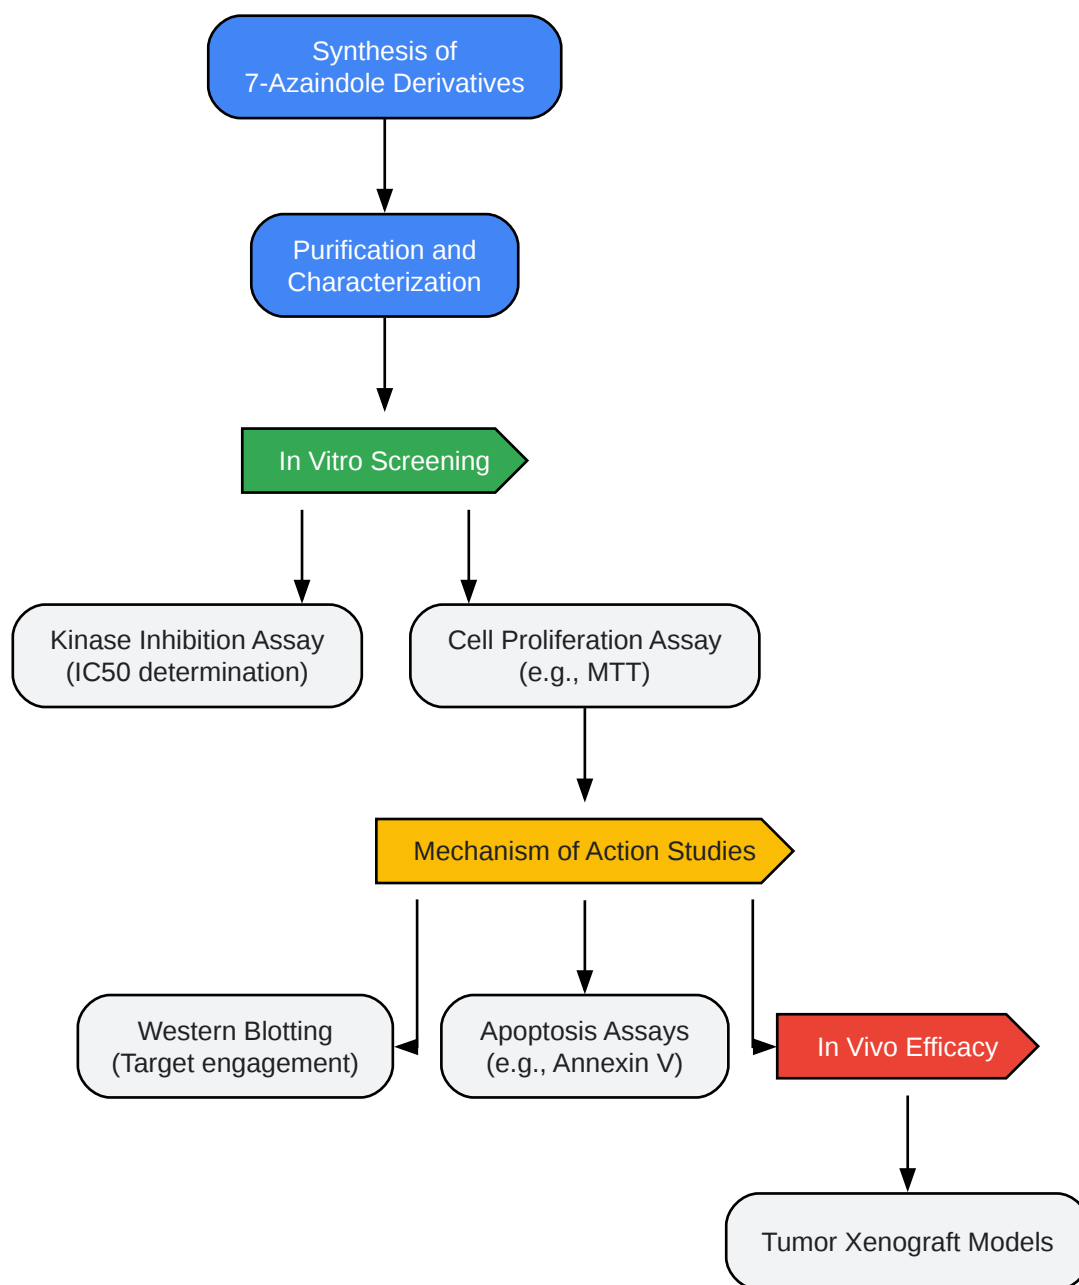 Synthesis of
7-Azaindole Derivatives
Purification and
Characterization
In Vitro Screening
Kinase Inhibition Assay
(IC50 determination)
Cell Proliferation Assay
(e.g., MTT)
Mechanism of Action Studies
Western Blotting
(Target engagement)
Apoptosis Assays
(e.g., Annexin V)
In Vivo Efficacy
Tumor Xenograft Models